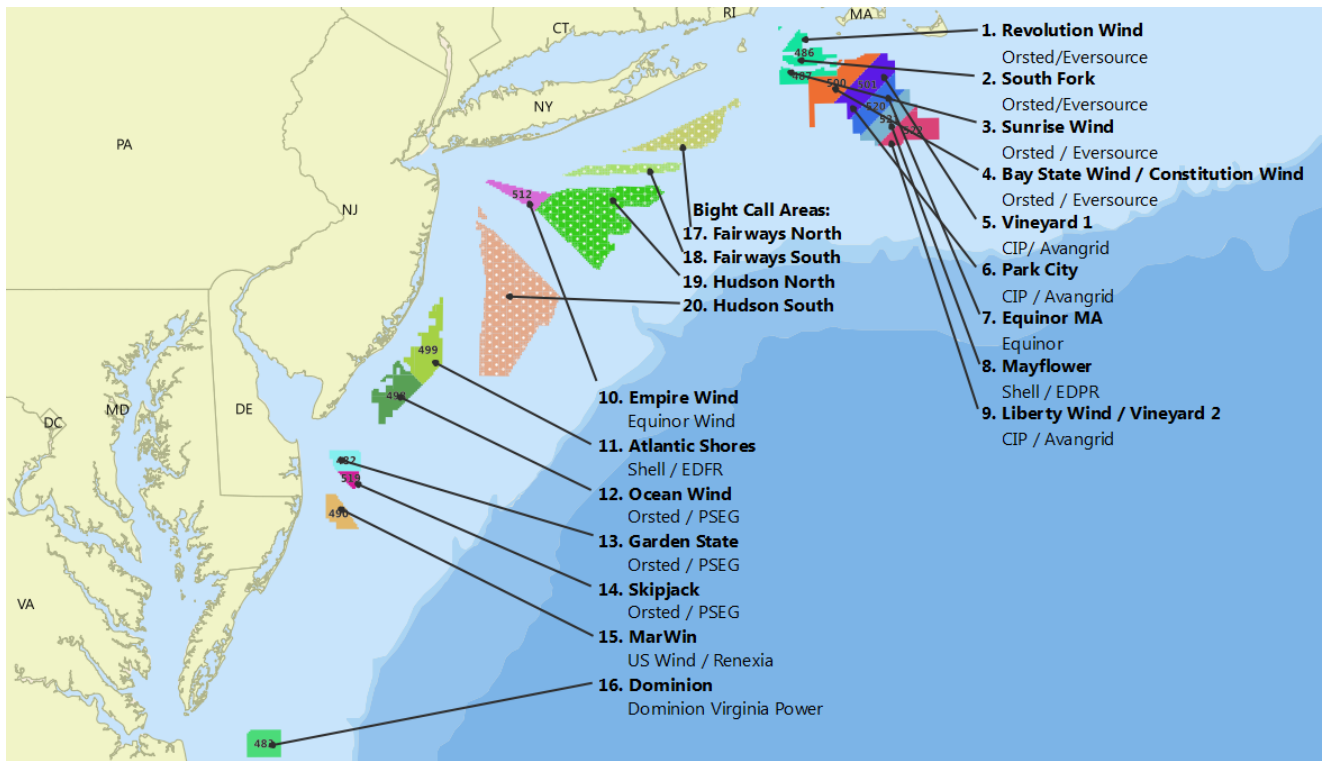 RI
MA
CT
NY
PA
NJ
MD
DE
DC
VA
486
487
500
501
520
521
522
512
499
498
482
519
490
483
1. Revolution Wind
Orsted/Eversource
2. South Fork
Orsted/Eversource
3. Sunrise Wind
Orsted / Eversource
4. Bay State Wind / Constitution Wind
Orsted / Eversource
5. Vineyard 1
CIP/ Avangrid
6. Park City
CIP / Avangrid
7. Equinor MA
Equinor
8. Mayflower
Shell / EDPR
9. Liberty Wind / Vineyard 2
CIP / Avangrid
Bight Call Areas:
17. Fairways North
18. Fairways South
19. Hudson North
20. Hudson South
10. Empire Wind
Equinor Wind
11. Atlantic Shores
Shell / EDFR
12. Ocean Wind
Orsted / PSEG
13. Garden State
Orsted / PSEG
14. Skipjack
Orsted / PSEG
15. MarWin
US Wind / Renexia
16. Dominion
Dominion Virginia Power